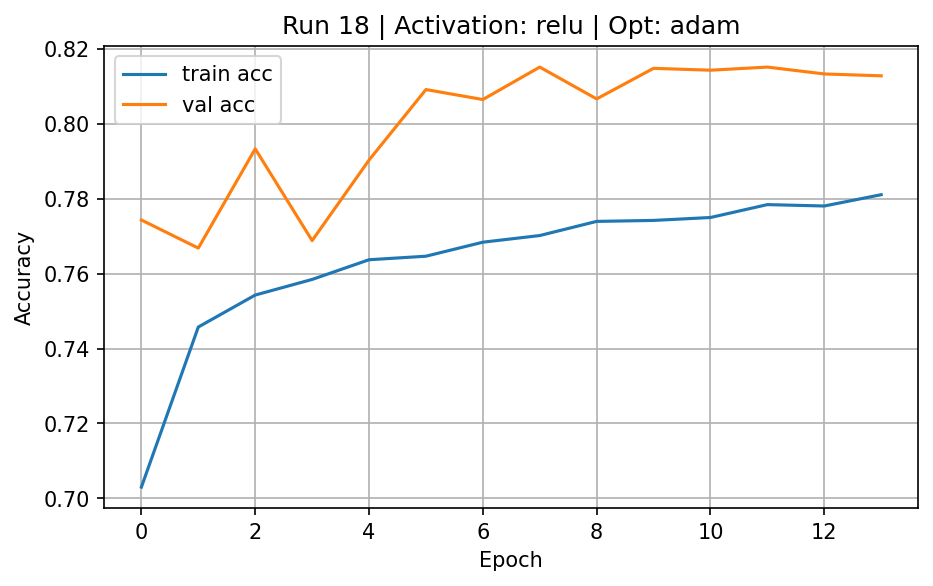 Run 18 | Activation: relu | Opt: adam
train acc
val acc
0.82
0.80
0.78
0.76
0.74
0.72
0.70
Accuracy
0 2 4 6 8 10 12
Epoch